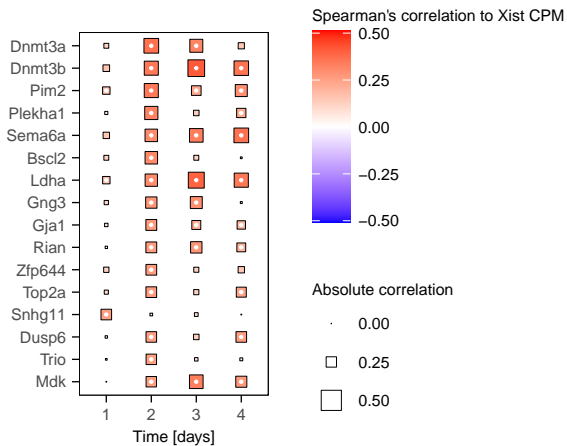 Spearman's correlation to Xist CPM
Dnmt3a
Dnmt3b
Pim2
Plekha1
Sema6a
Bscl2
Ldha
Gng3
Gja1
Rian
Zfp644
Top2a
Snhg11
Dusp6
Trio
Mdk
1 2 3 4
Time [days]
0.50
0.25
0.00
−0.25
−0.50
Absolute correlation
0.00
0.25
0.50